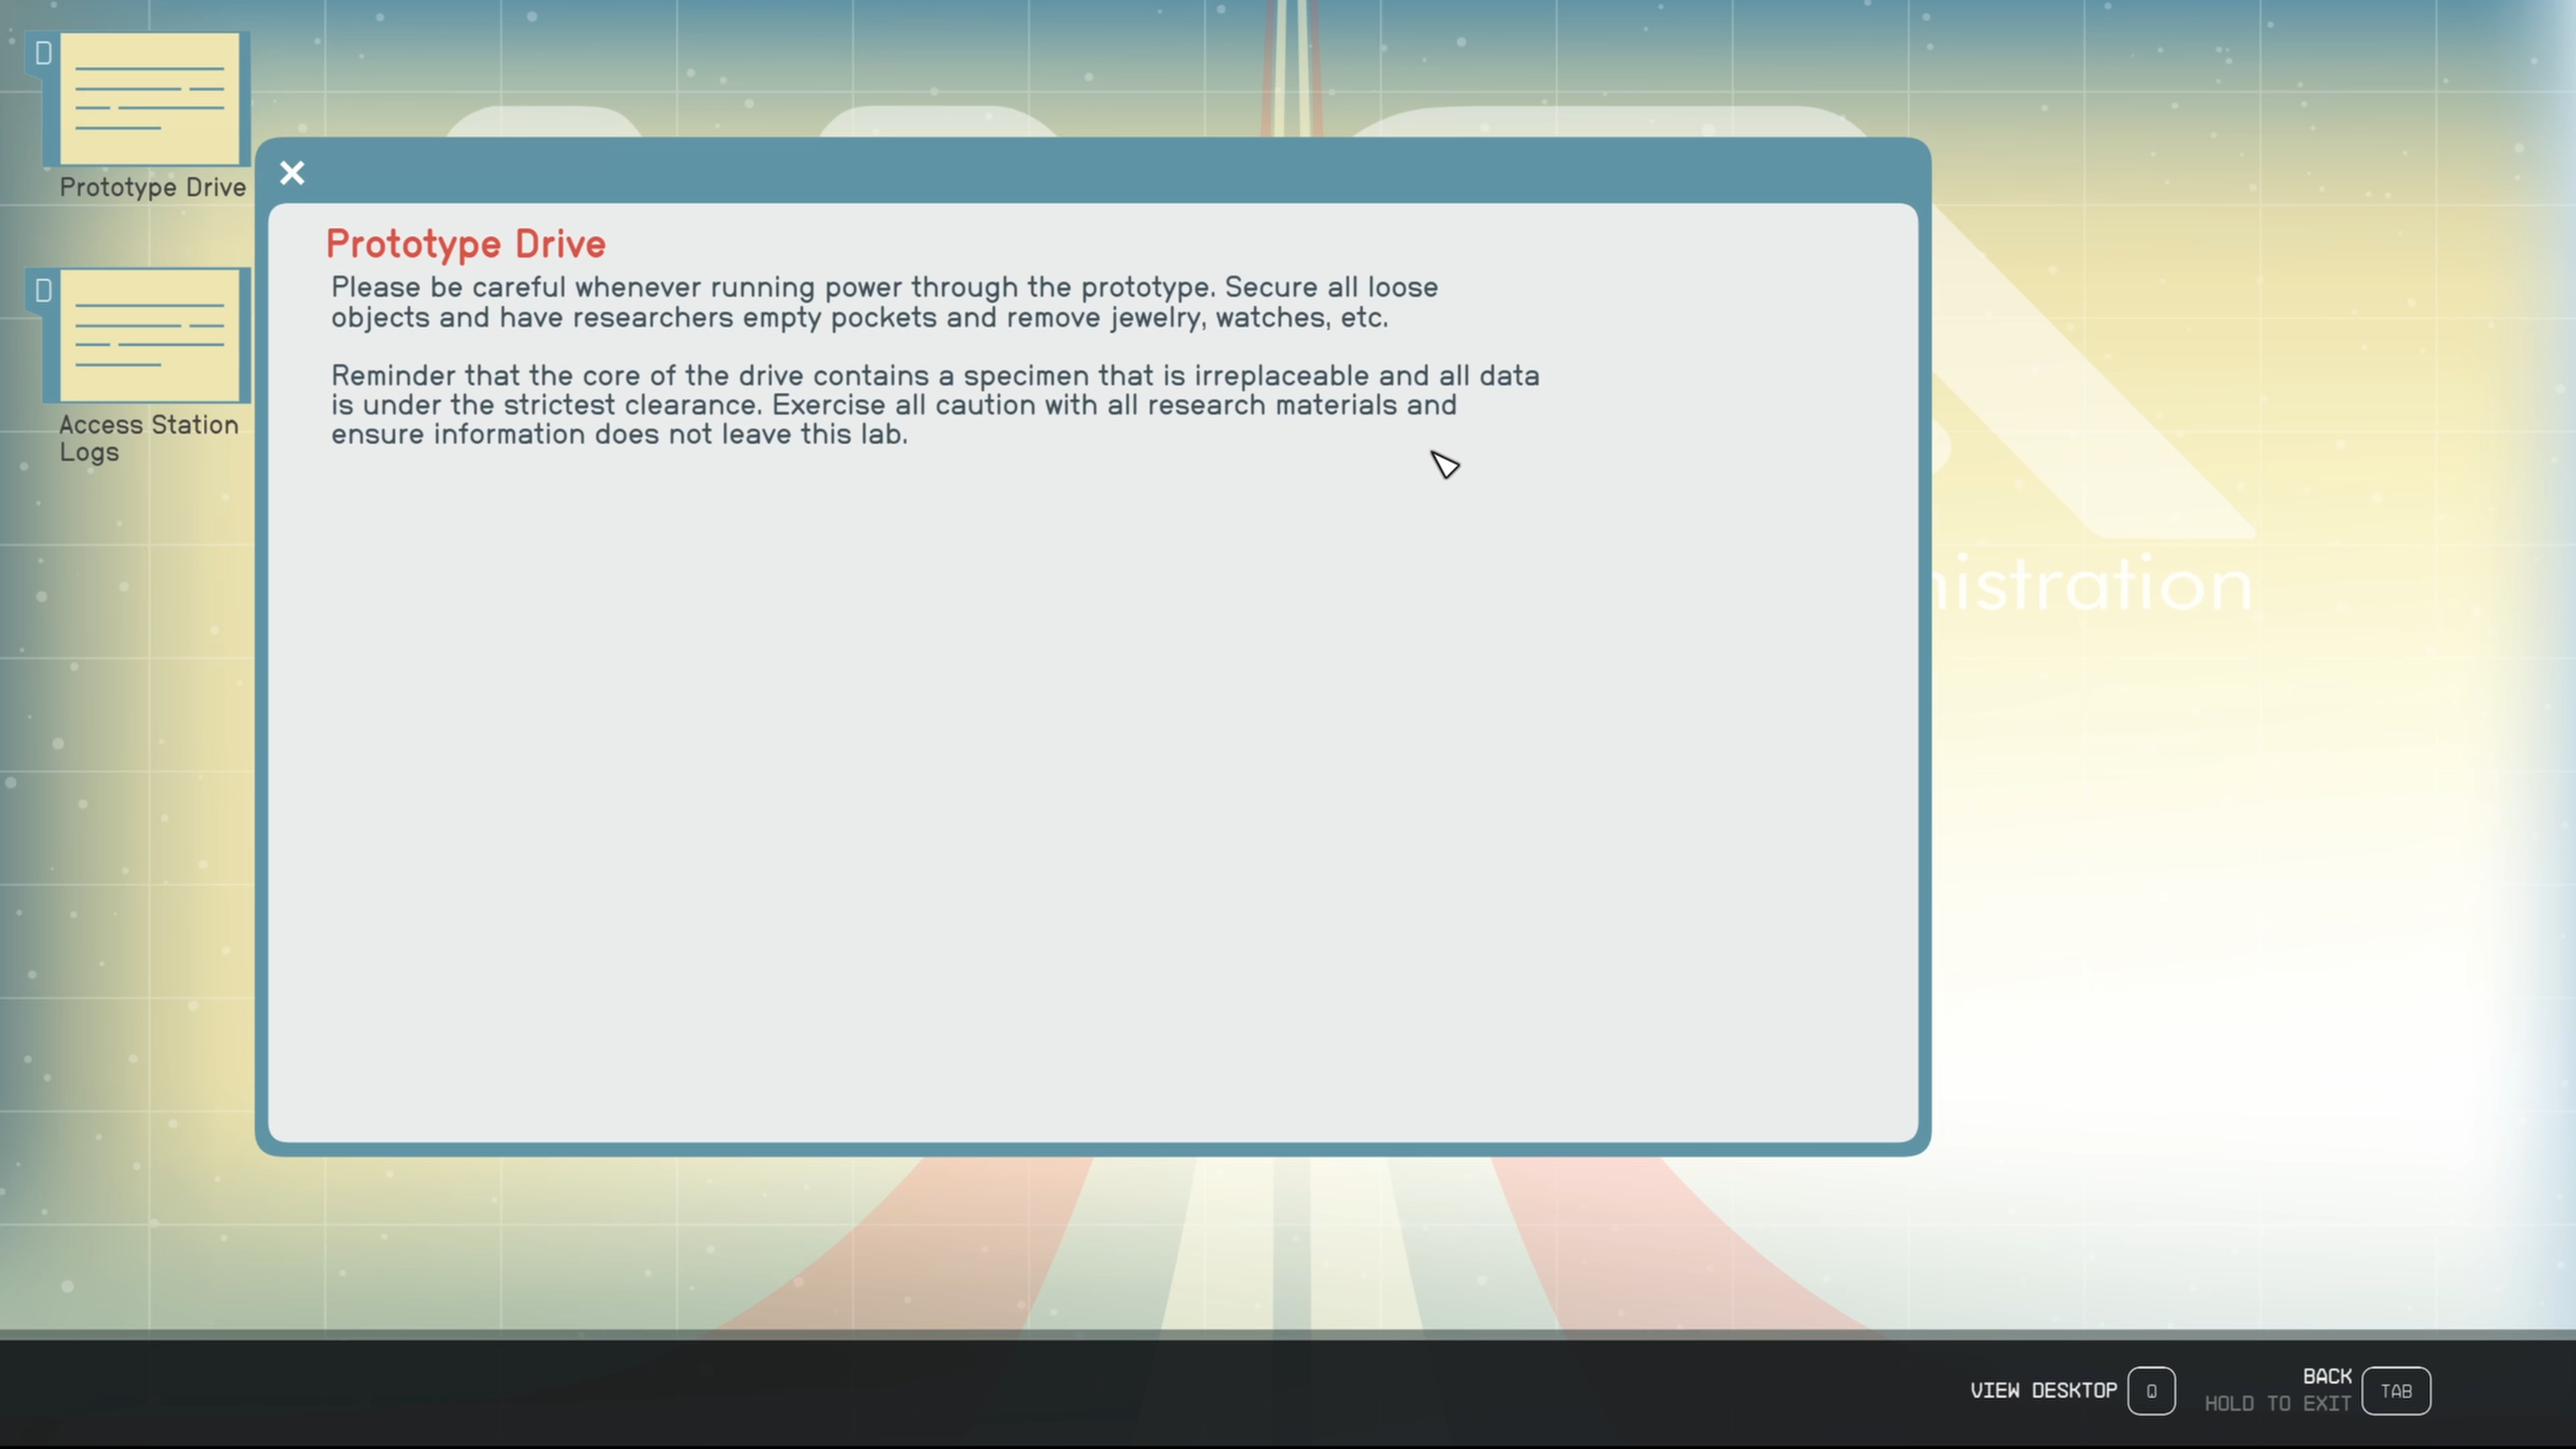 D
Prototype Drive
D
Access Station
Logs
Prototype Drive
Please be careful whenever running power through the prototype. Secure all loose
objects and have researchers empty pockets and remove jewelry, watches, etc.
Reminder that the core of the drive contains a specimen that is irreplaceable and all data
is under the strictest clearance. Exercise all caution with all research materials and
ensure information does not leave this lab.
nistration
VIEW DESKTOP Q
BACK
HOLD TO EXIT TAB